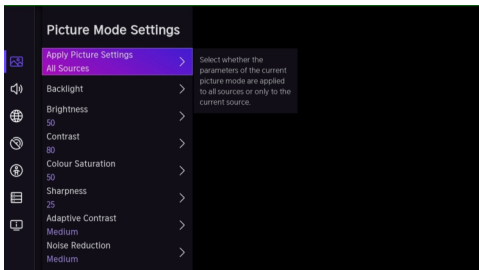 Picture Mode Settings
Apply Picture Settings
All Sources
Select whether the
parameters of the current
picture mode are applied
to all sources or only to the
current source.
Backlight
Brightness
50
Contrast
80
Colour Saturation
50
Sharpness
25
Adaptive Contrast
Medium
Noise Reduction
Medium